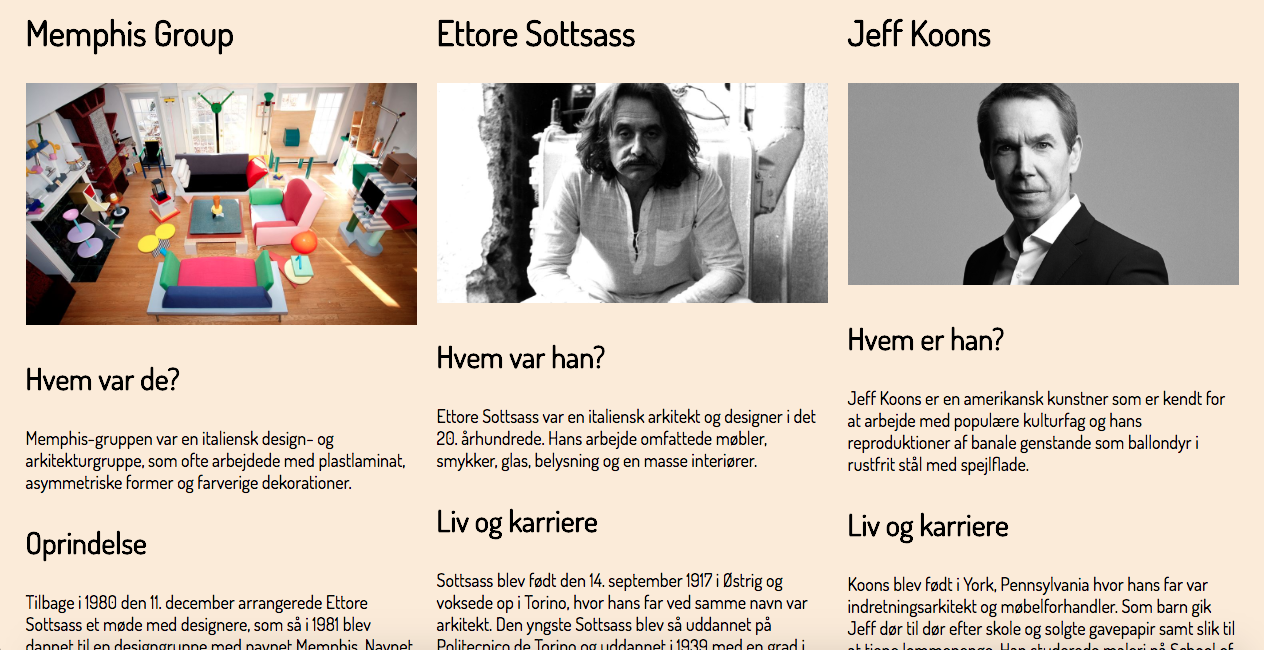 Memphis Group
Hvem var de?
Memphis-gruppen var en italiensk design- og
arkitekturgruppe, som ofte arbejdede med plastlaminat,
asymmetriske former og farverige dekorationer.
Oprindelse
Tilbage i 1980 den 11. december arrangerede Ettore
Sottsass et møde med designere, som så i 1981 blev
dannet til en designgruppe med navnet Memphis. Navnet
Ettore Sottsass
Hvem var han?
Ettore Sottsass var en italiensk arkitekt og designer i det
20. århundrede. Hans arbejde omfattede møbler,
smykker, glas, belysning og en masse interiører.
Liv og karriere
Sottsass blev født den 14. september 1917 i Østrig og
voksede op i Torino, hvor hans far ved samme navn var
arkitekt. Den yngste Sottsass blev så uddannet på
Politecnico de Torino og uddannet i 1939 med en grad i
Jeff Koons
Hvem er han?
Jeff Koons er en amerikansk kunstner som er kendt for
at arbejde med populære kulturfag og hans
reproduktioner af banale genstande som ballondyr i
rustfrit stål med spejlflade.
Liv og karriere
Koons blev født i York, Pennsylvania hvor hans far var
indretningsarkitekt og møbelforhandler. Som barn gik
Jeff dør til dør efter skole og solgte gavepapir samt slik til
at tjene lommepenge. Han studerede maleri på School of